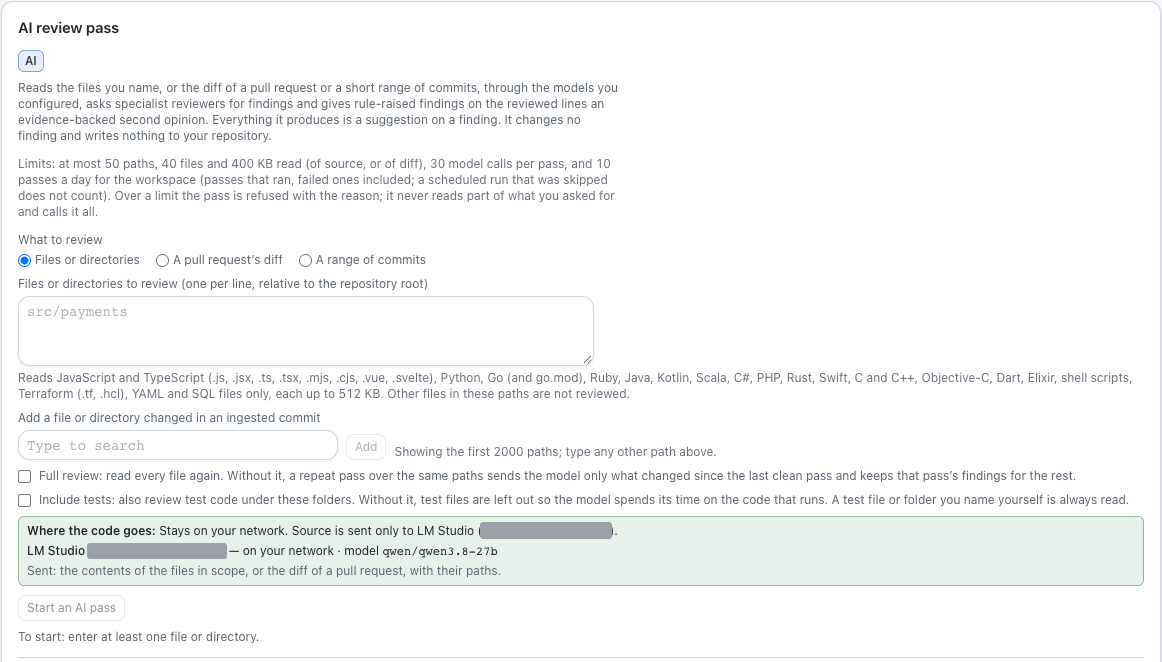 AI review pass
AI
Reads the files you name, or the diff of a pull request or a short range of commits, through the models you
configured, asks specialist reviewers for findings and gives rule-raised findings on the reviewed lines an
evidence-backed second opinion. Everything it produces is a suggestion on a finding. It changes no
finding and writes nothing to your repository.
Limits: at most 50 paths, 40 files and 400 KB read (of source, or of diff), 30 model calls per pass, and 10
passes a day for the workspace (passes that ran, failed ones included; a scheduled run that was skipped
does not count). Over a limit the pass is refused with the reason; it never reads part of what you asked for
and calls it all.
What to review
Files or directories A pull request's diff A range of commits
Files or directories to review (one per line, relative to the repository root)
src/payments
Reads JavaScript and TypeScript (.js, .jsx, .ts, .tsx, .mjs, .cjs, .vue, .svelte), Python, Go (and go.mod), Ruby, Java, Kotlin, Scala, C#, PHP, Rust, Swift, C and C++, Objective-C, Dart, Elixir, shell scripts,
Terraform (.tf, .hcl), YAML and SQL files only, each up to 512 KB. Other files in these paths are not reviewed.
Add a file or directory changed in an ingested commit
Type to search Add Showing the first 2000 paths; type any other path above.
Full review: read every file again. Without it, a repeat pass over the same paths sends the model only what changed since the last clean pass and keeps that pass's findings for the rest.
Include tests: also review test code under these folders. Without it, test files are left out so the model spends its time on the code that runs. A test file or folder you name yourself is always read.
Where the code goes: Stays on your network. Source is sent only to LM Studio ( ).
LM Studio — on your network · model qwen/qwen3.8-27b
Sent: the contents of the files in scope, or the diff of a pull request, with their paths.
Start an AI pass
To start: enter at least one file or directory.